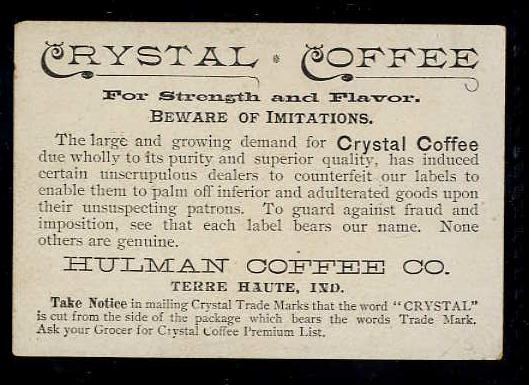 CRYSTAL * COFFEE
For Strength and Flavor.
BEWARE OF IMITATIONS.
The large and growing demand for Crystal Coffee
due wholly to its purity and superior quality, has induced
certain unscrupulous dealers to counterfeit our labels to
enable them to palm off inferior and adulterated goods upon
their unsuspecting patrons. To guard against fraud and
imposition, see that each label bears our name. None
others are genuine.
HULMAN COFFEE CO.
TERRE HAUTE, IND.
Take Notice in mailing Crystal Trade Marks that the word "CRYSTAL"
is cut from the side of the package which bears the words Trade Mark.
Ask your Grocer for Crystal Coffee Premium List.